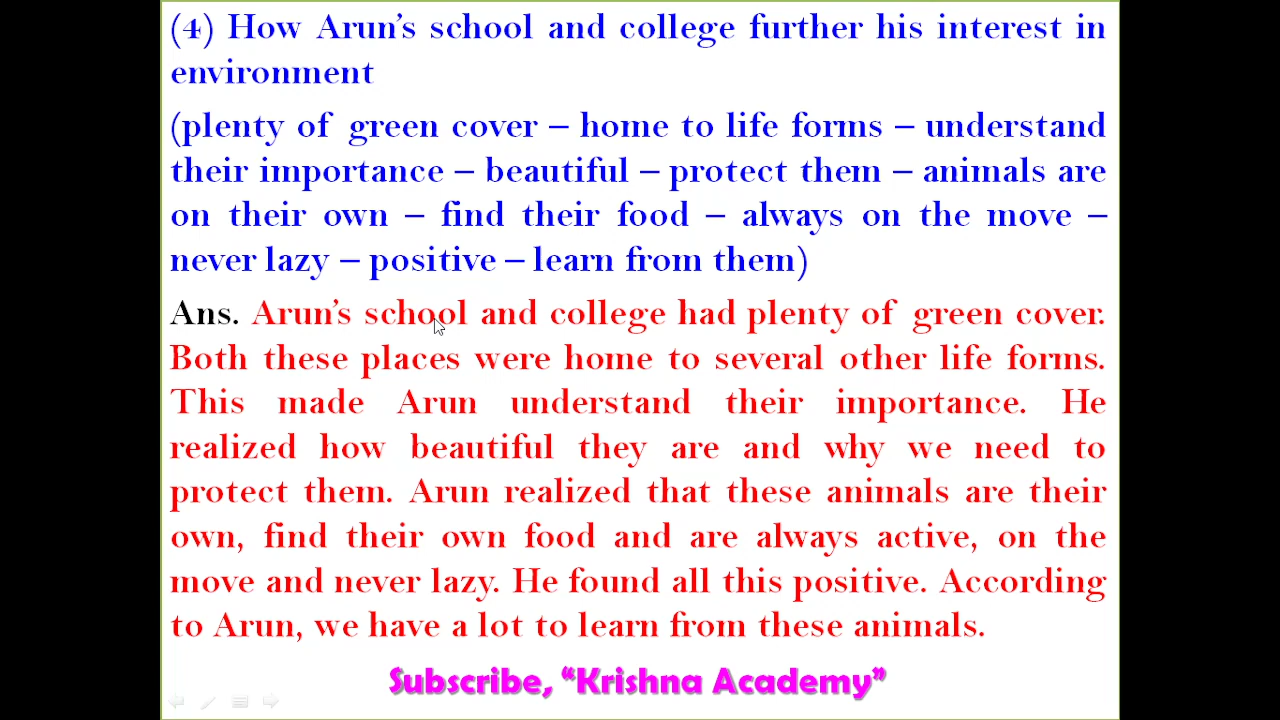 (4) How Arun's school and college further his interest in
environment
(plenty of green cover – home to life forms – understand
their importance – beautiful – protect them – animals are
on their own – find their food – always on the move –
never lazy – positive – learn from them)
Ans. Arun's school and college had plenty of green cover.
Both these places were home to several other life forms.
This made Arun understand their importance. He
realized how beautiful they are and why we need to
protect them. Arun realized that these animals are their
own, find their own food and are always active, on the
move and never lazy. He found all this positive. According
to Arun, we have a lot to learn from these animals.
Subscribe, “Krishna Academy”